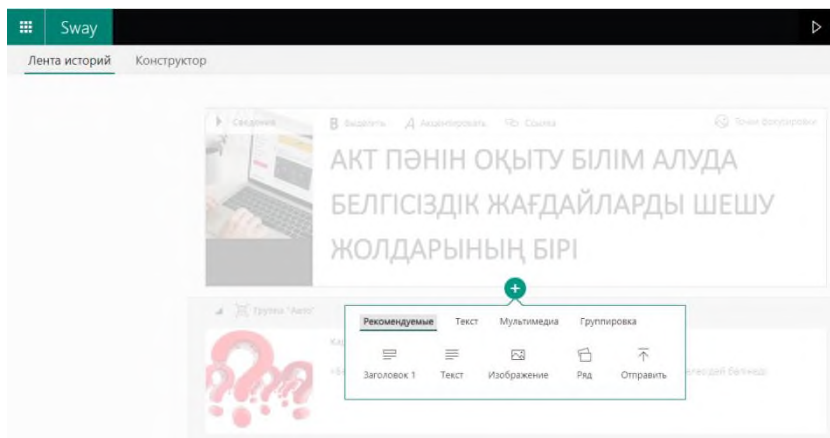 Sway
Лента историй Конструктор
Сведения
B Выделить A Акцентировать Ссылка Точки фокусировки
АКТ ПӘНІН ОҚЫТУ БІЛІМ АЛУДА
БЕЛГІСІЗДІК ЖАҒДАЙЛАРДЫ ШЕШУ
ЖОЛДАРЫНЫҢ БІРІ
Группа "Авто"
Рекомендуемые Текст Мультимедиа Группировка
Заголовок 1 Текст Изображение Ряд Отправить